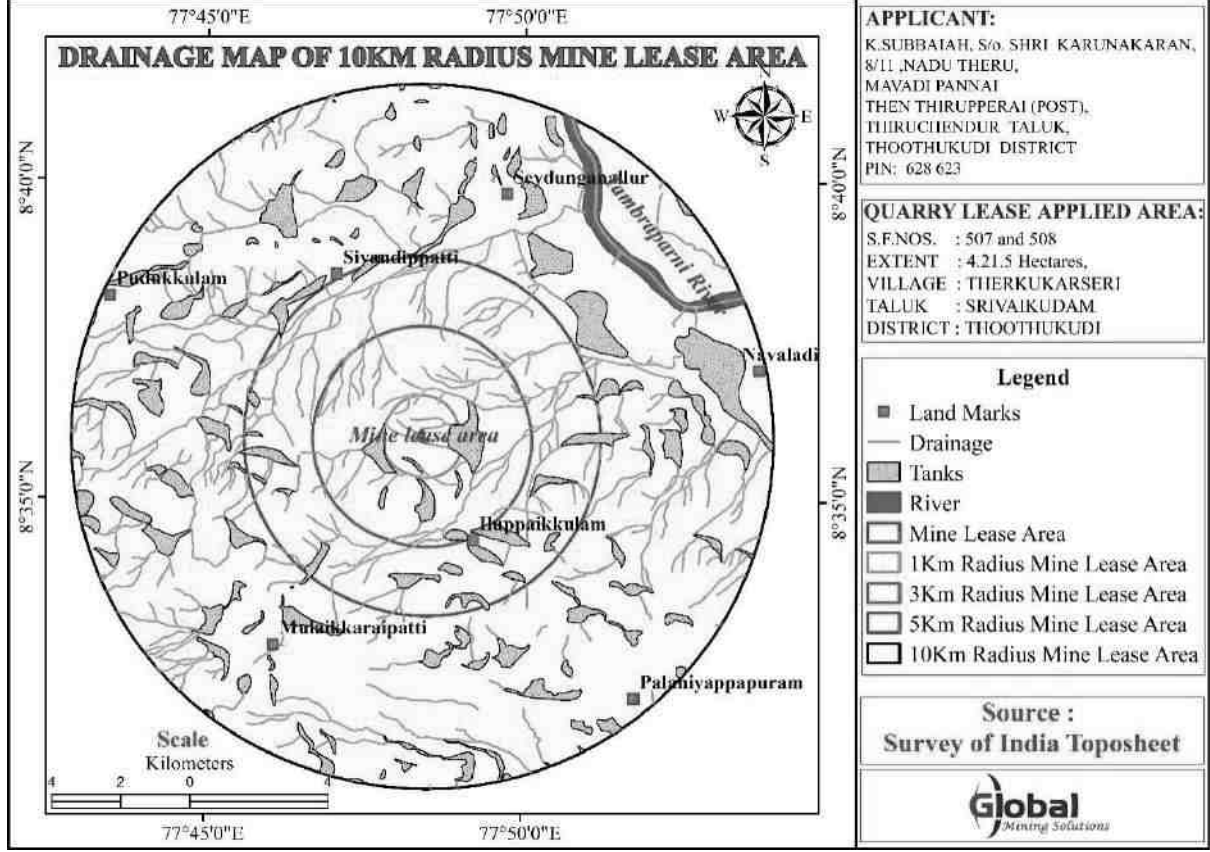 77°45'0"E
77°50'0"E
DRAINAGE MAP OF 10KM RADIUS MINE LEASE AREA
N
W
E
S
8°40'0"N
8°40'0"N
Seydunganallur
Tambraparni River
Sivandippatti
Pudukkulam
Navaladi
Mine lease area
8°35'0"N
8°35'0"N
Iluppaikkulam
Mulaikkaraipatti
Palaniyappapuram
Scale
Kilometers
4 2 0 4
77°45'0"E
77°50'0"E
APPLICANT:
K.SUBBAIAH, S/o. SHRI KARUNAKARAN,
8/11 ,NADU THERU,
MAVADI PANNAI
THEN THIRUPPERAI (POST),
THIRUCHENDUR TALUK,
THOOTHUKUDI DISTRICT
PIN: 628 623
QUARRY LEASE APPLIED AREA:
S.F.NOS. : 507 and 508
EXTENT : 4.21.5 Hectares,
VILLAGE : THERKUKARSERI
TALUK : SRIVAIKUDAM
DISTRICT : THOOTHUKUDI
Legend
Land Marks
Drainage
Tanks
River
Mine Lease Area
1Km Radius Mine Lease Area
3Km Radius Mine Lease Area
5Km Radius Mine Lease Area
10Km Radius Mine Lease Area
Source :
Survey of India Toposheet
Global
Mining Solutions